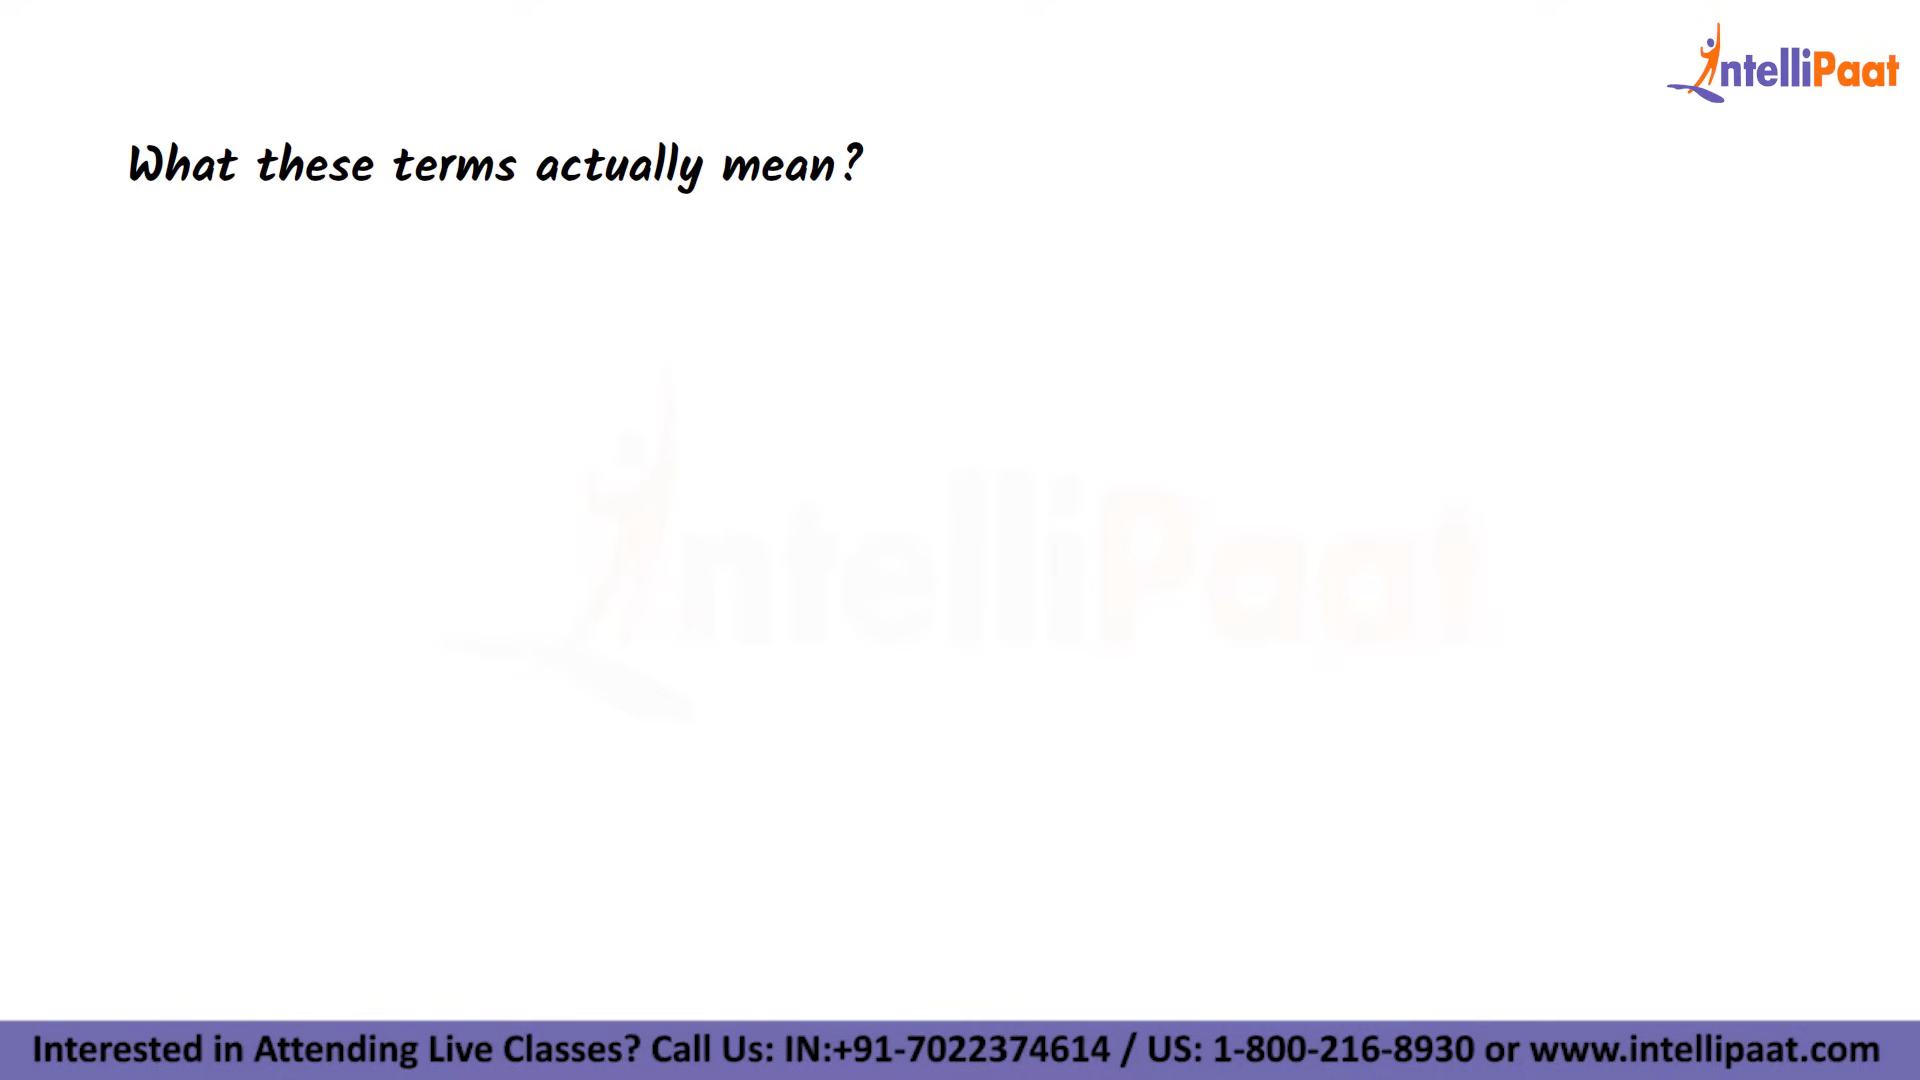 IntelliPaat
What these terms actually mean?
IntelliPaat
Interested in Attending Live Classes? Call Us: IN:+91-7022374614 / US: 1-800-216-8930 or www.intellipaat.com